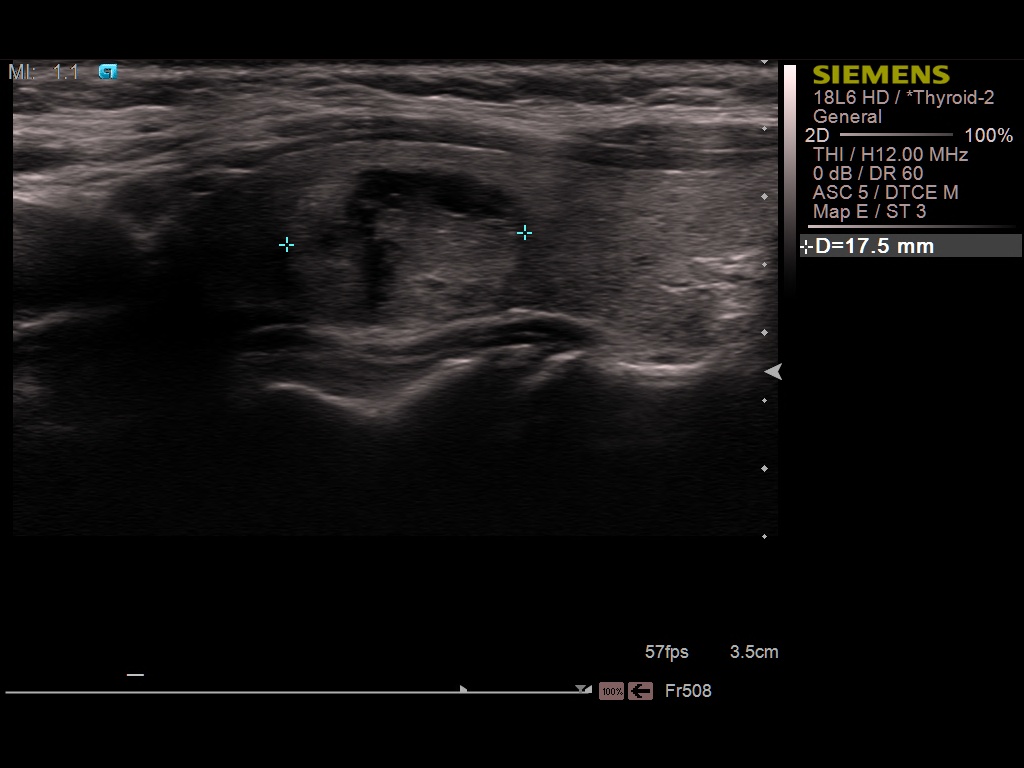 MI: 1.1
SIEMENS
18L6 HD / *Thyroid-2
General
2D 100%
THI / H12.00 MHz
0 dB / DR 60
ASC 5 / DTCE M
Map E / ST 3
D=17.5 mm
57fps 3.5cm
100% Fr508